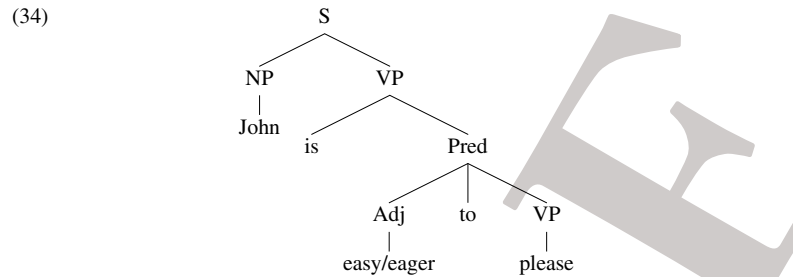 (34)
S
NP VP
John
is Pred
Adj to VP
easy/eager please